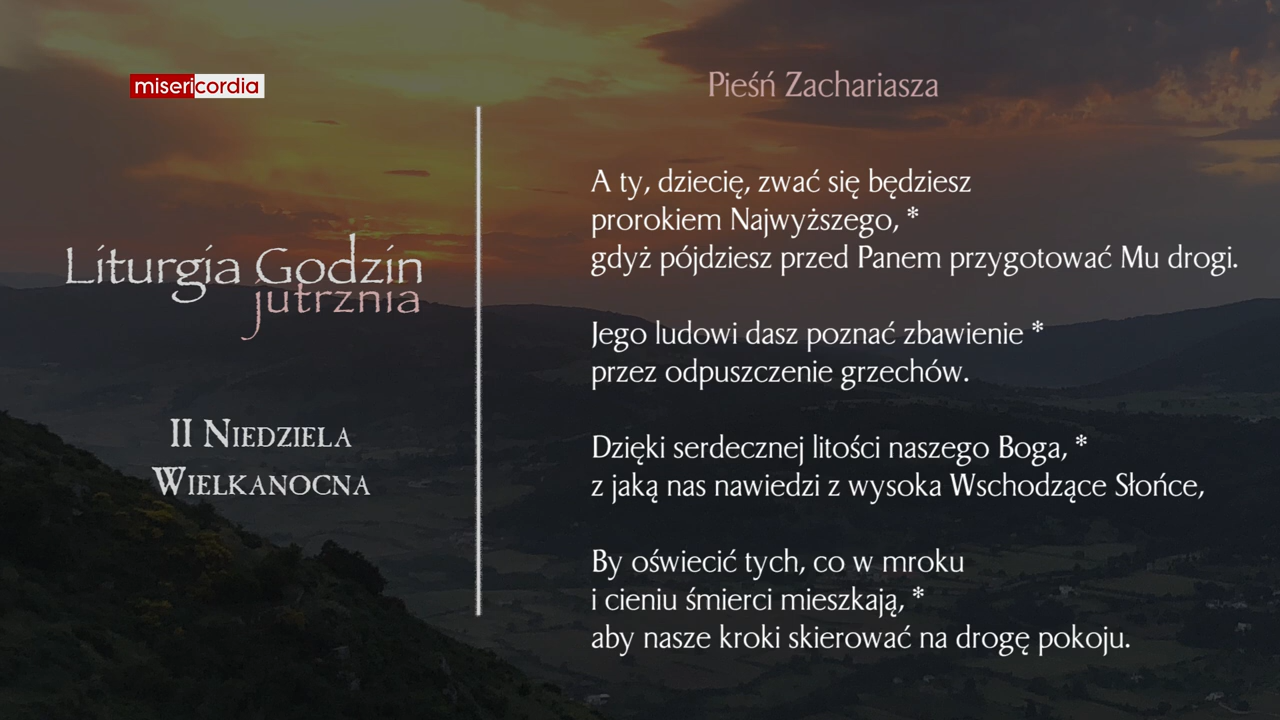 misericordia
Liturgia Godzin
jutrznia
II Niedziela
Wielkanocna
Pieśń Zachariasza
A ty, dziecię, zwać się będziesz
prorokiem Najwyższego, *
gdyż pójdziesz przed Panem przygotować Mu drogi.
Jego ludowi dasz poznać zbawienie *
przez odpuszczenie grzechów.
Dzięki serdecznej litości naszego Boga, *
z jaką nas nawiedzi z wysoka Wschodzące Słońce,
By oświecić tych, co w mroku
i cieniu śmierci mieszkają, *
aby nasze kroki skierować na drogę pokoju.